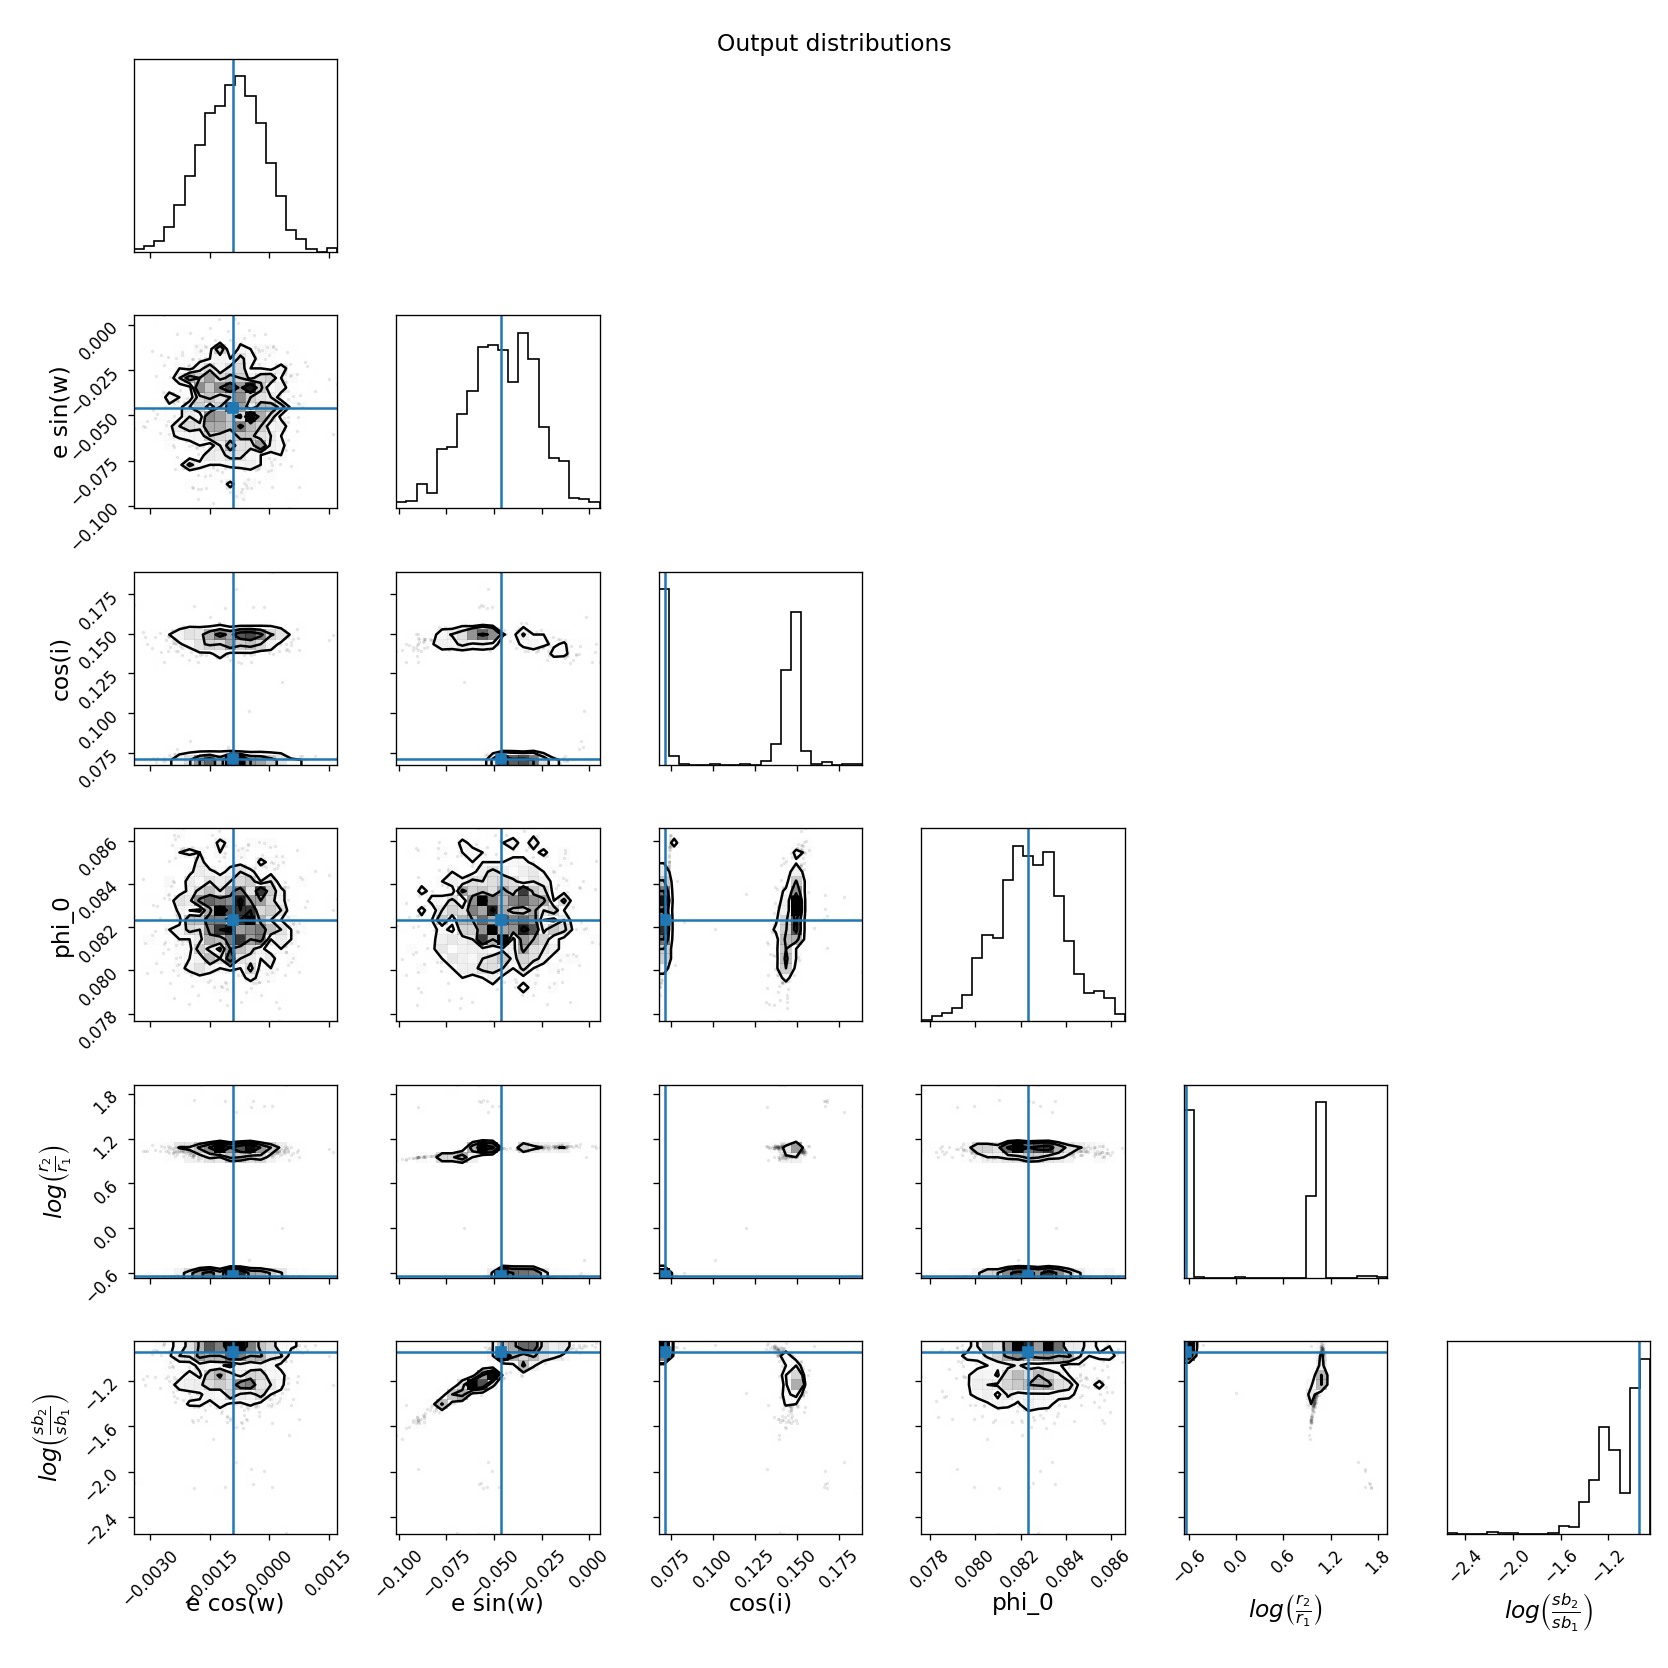 Output distributions
e sin(w)
0.000
−0.025
−0.050
−0.075
−0.100
cos(i)
0.175
0.150
0.125
0.100
0.075
phi_0
0.086
0.084
0.082
0.080
0.078
log(r₂/r₁)
1.8
1.2
0.6
0.0
−0.6
log(sb₂/sb₁)
−1.2
−1.6
−2.0
−2.4
−0.0030 −0.0015 0.0000 0.0015
−0.100 −0.075 −0.050 −0.025 0.000
0.075 0.100 0.125 0.150 0.175
0.078 0.080 0.082 0.084 0.086
−0.6 0.0 0.6 1.2 1.8
−2.4 −2.0 −1.6 −1.2
e cos(w) e sin(w) cos(i) phi_0 log(r₂/r₁) log(sb₂/sb₁)